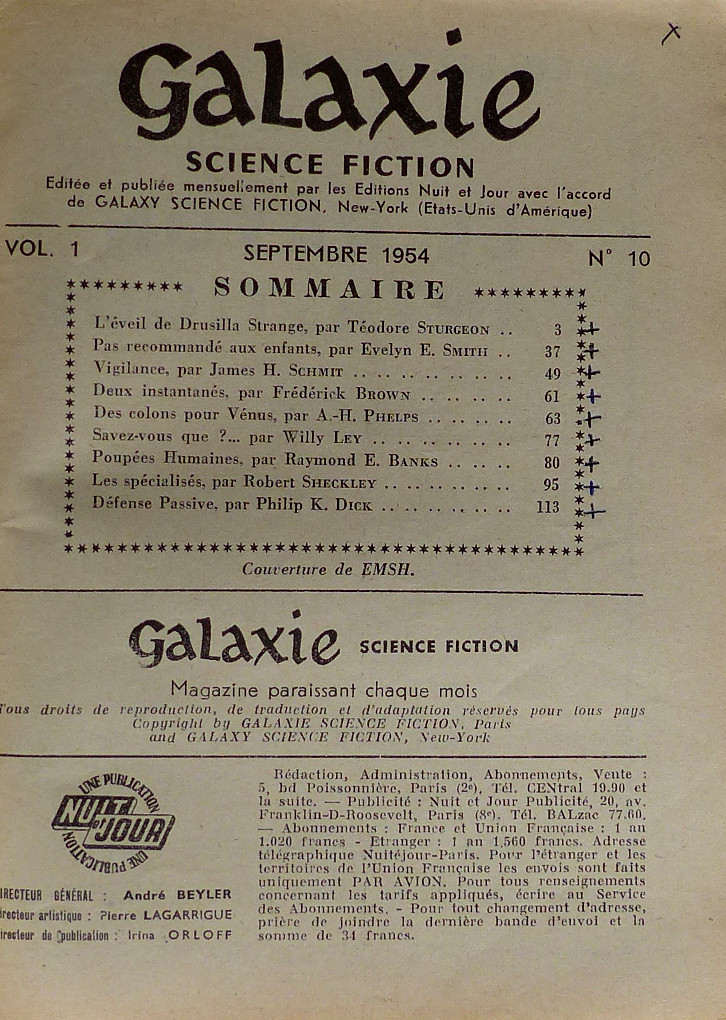 Galaxie
SCIENCE FICTION
Editée et publiée mensuellement par les Editions Nuit et Jour avec l'accord
de GALAXY SCIENCE FICTION, New-York (Etats-Unis d'Amérique)
VOL. 1 SEPTEMBRE 1954 N° 10
SOMMAIRE
L'éveil de Drusilla Strange, par Téodore STURGEON .. 3
Pas recommandé aux enfants, par Evelyn E. SMITH .. 37
Vigilance, par James H. SCHMIT .. .. .. .. .. .. .. 49
Deux instantanés, par Frédérick BROWN .. .. .. .. 61
Des colons pour Vénus, par A.-H. PHELPS .. .. .. .. 63
Savez-vous que ?... par Willy LEY .. .. .. .. .. .. 77
Poupées Humaines, par Raymond E. BANKS .. .. .. 80
Les spécialisés, par Robert SHECKLEY .. .. .. .. .. 95
Défense Passive, par Philip K. DICK .. .. .. .. .. 113
Couverture de EMSH.
Galaxie SCIENCE FICTION
Magazine paraissant chaque mois
Tous droits de reproduction, de traduction et d'adaptation réservés pour tous pays
Copyright by GALAXIE SCIENCE FICTION, Paris
and GALAXY SCIENCE FICTION, New-York
UNE PUBLICATION
NUIT
et JOUR
UNE PUBLICATION
DIRECTEUR GÉNÉRAL : André BEYLER
irecteur artistique : Pierre LAGARRIGUE
irecteur de publication : Irina ORLOFF
Rédaction, Administration, Abonnements, Vente :
5, bd Poissonnière, Paris (2e). Tél. CENtral 19.90 et
la suite. — Publicité : Nuit et Jour Publicité, 20, av.
Franklin-D-Roosevelt, Paris (8e). Tél. BALzac 77.60.
— Abonnements : France et Union Française : 1 an
1.020 francs - Etranger : 1 an 1.560 francs. Adresse
télégraphique Nuitéjour-Paris. Pour l'étranger et les
territoires de l'Union Française les envois sont faits
uniquement PAR AVION. Pour tous renseignements
concernant les tarifs appliqués, écrire au Service
des Abonnements. - Pour tout changement d'adresse,
prière de joindre la dernière bande d'envoi et la
somme de 34 francs.